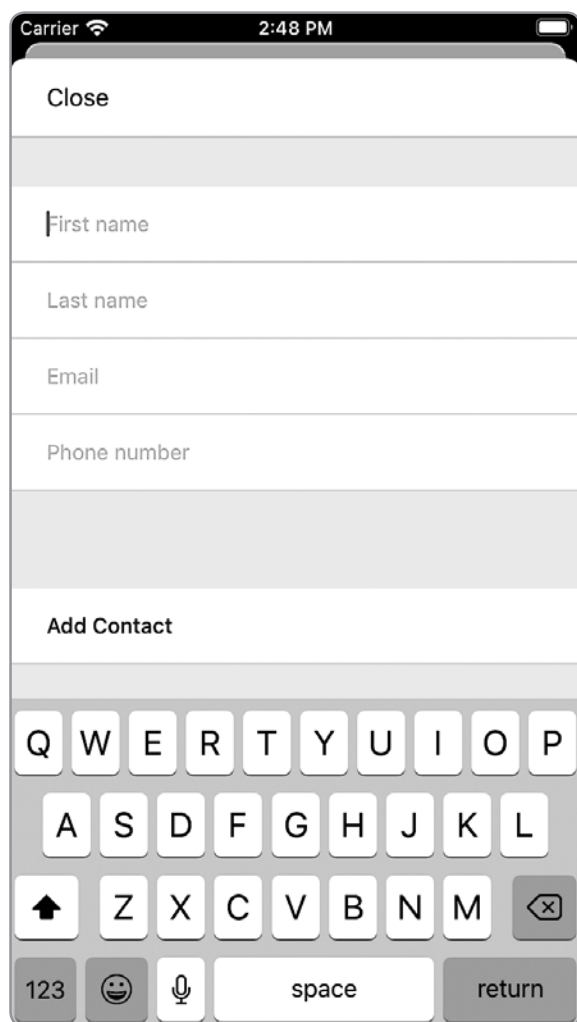 Carrier 2:48 PM
Close
First name
Last name
Email
Phone number
Add Contact
Q W E R T Y U I O P
A S D F G H J K L
Z X C V B N M
123 space return